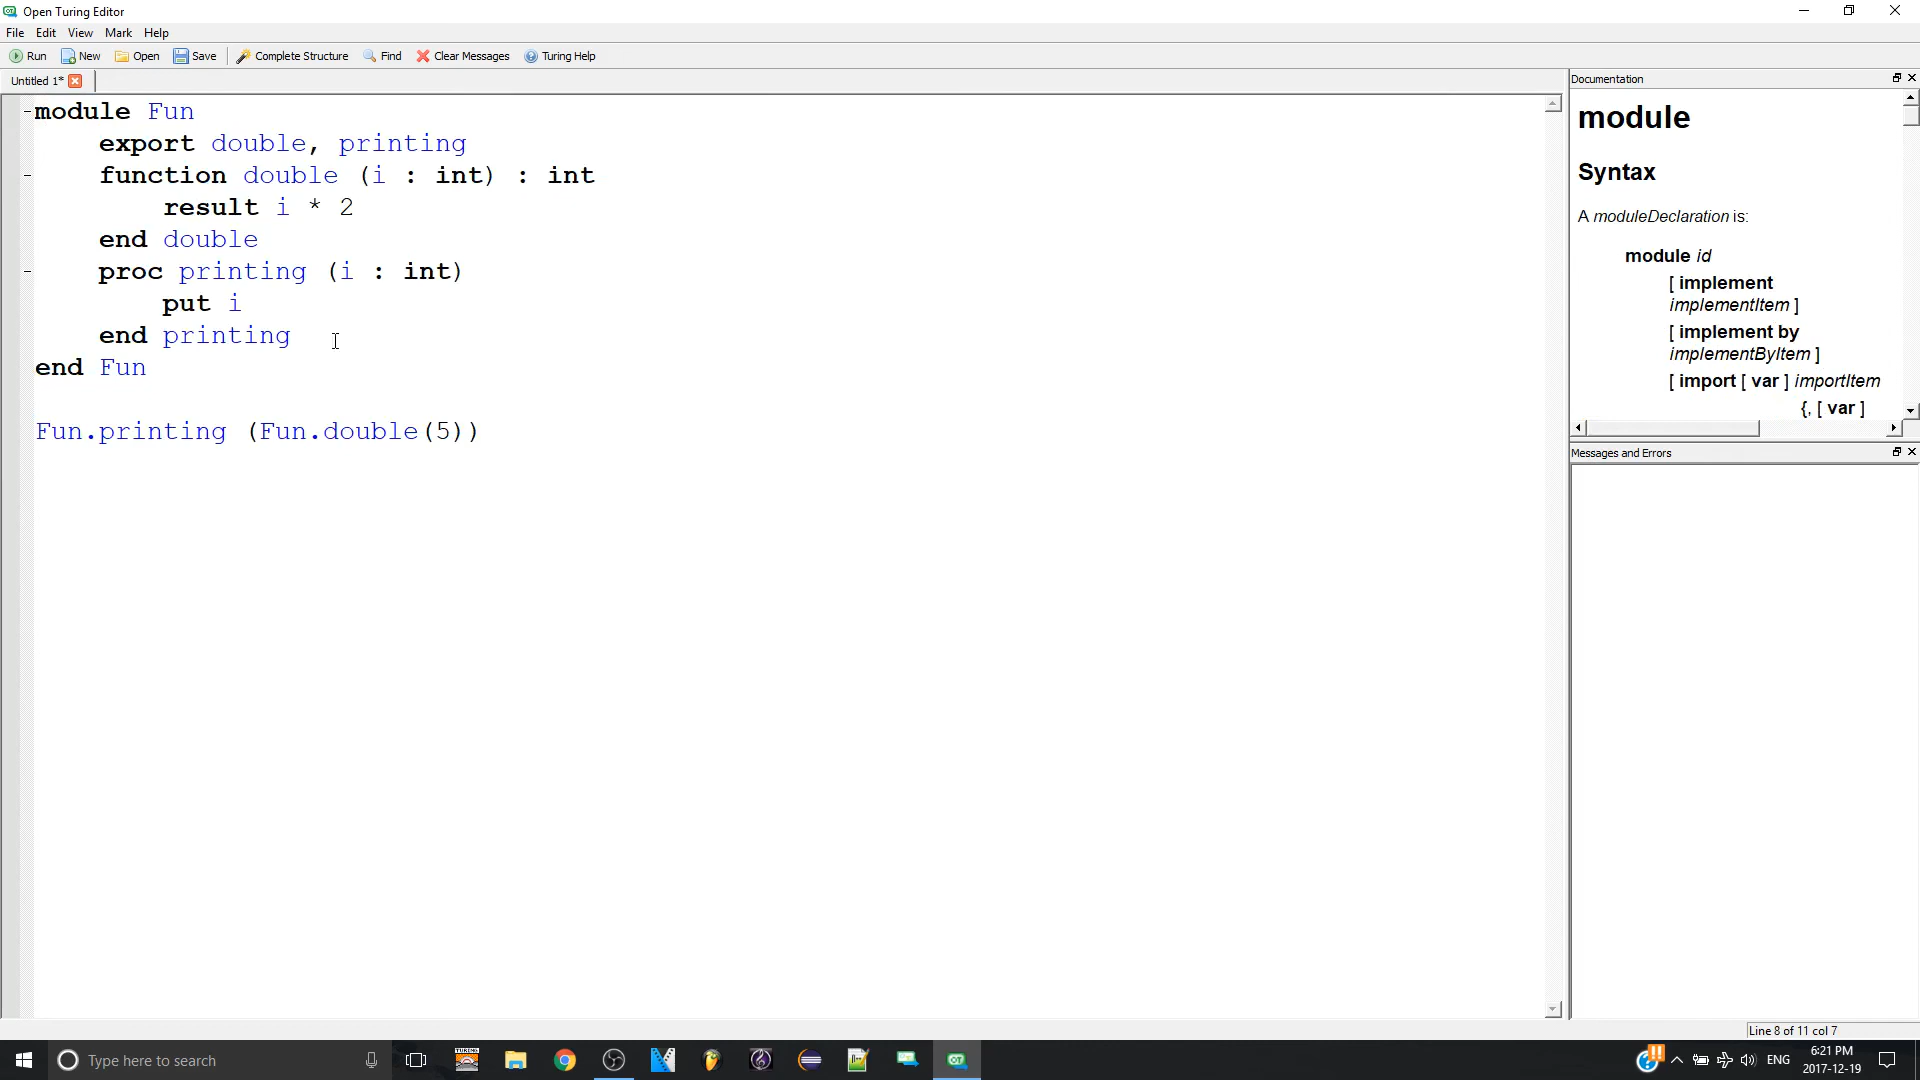 Open Turing Editor
File Edit View Mark Help
Run New Open Save Complete Structure Find Clear Messages Turing Help
Untitled 1*
module Fun
export double, printing
function double (i : int) : int
result i * 2
end double
proc printing (i : int)
put i
end printing
end Fun
Fun.printing (Fun.double(5))
Documentation
module
Syntax
A moduleDeclaration is:
module id
[ implement
implementItem ]
[ implement by
implementByItem ]
[ import [ var ] importItem
{, [ var ]
Messages and Errors
Line 8 of 11 col 7
Type here to search
ENG
6:21 PM
2017-12-19